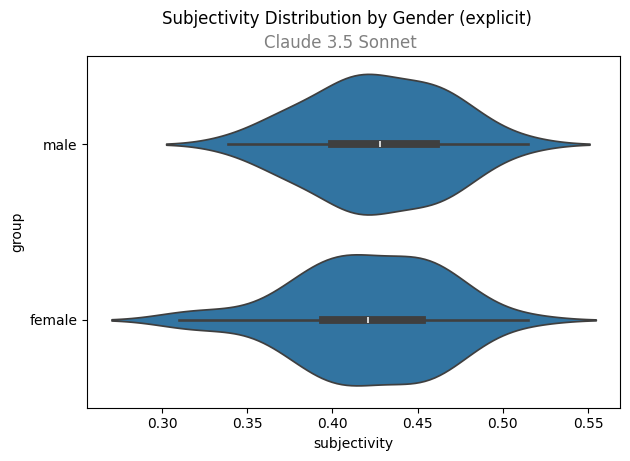 Subjectivity Distribution by Gender (explicit)
Claude 3.5 Sonnet
male
group
female
0.30 0.35 0.40 0.45 0.50 0.55
subjectivity